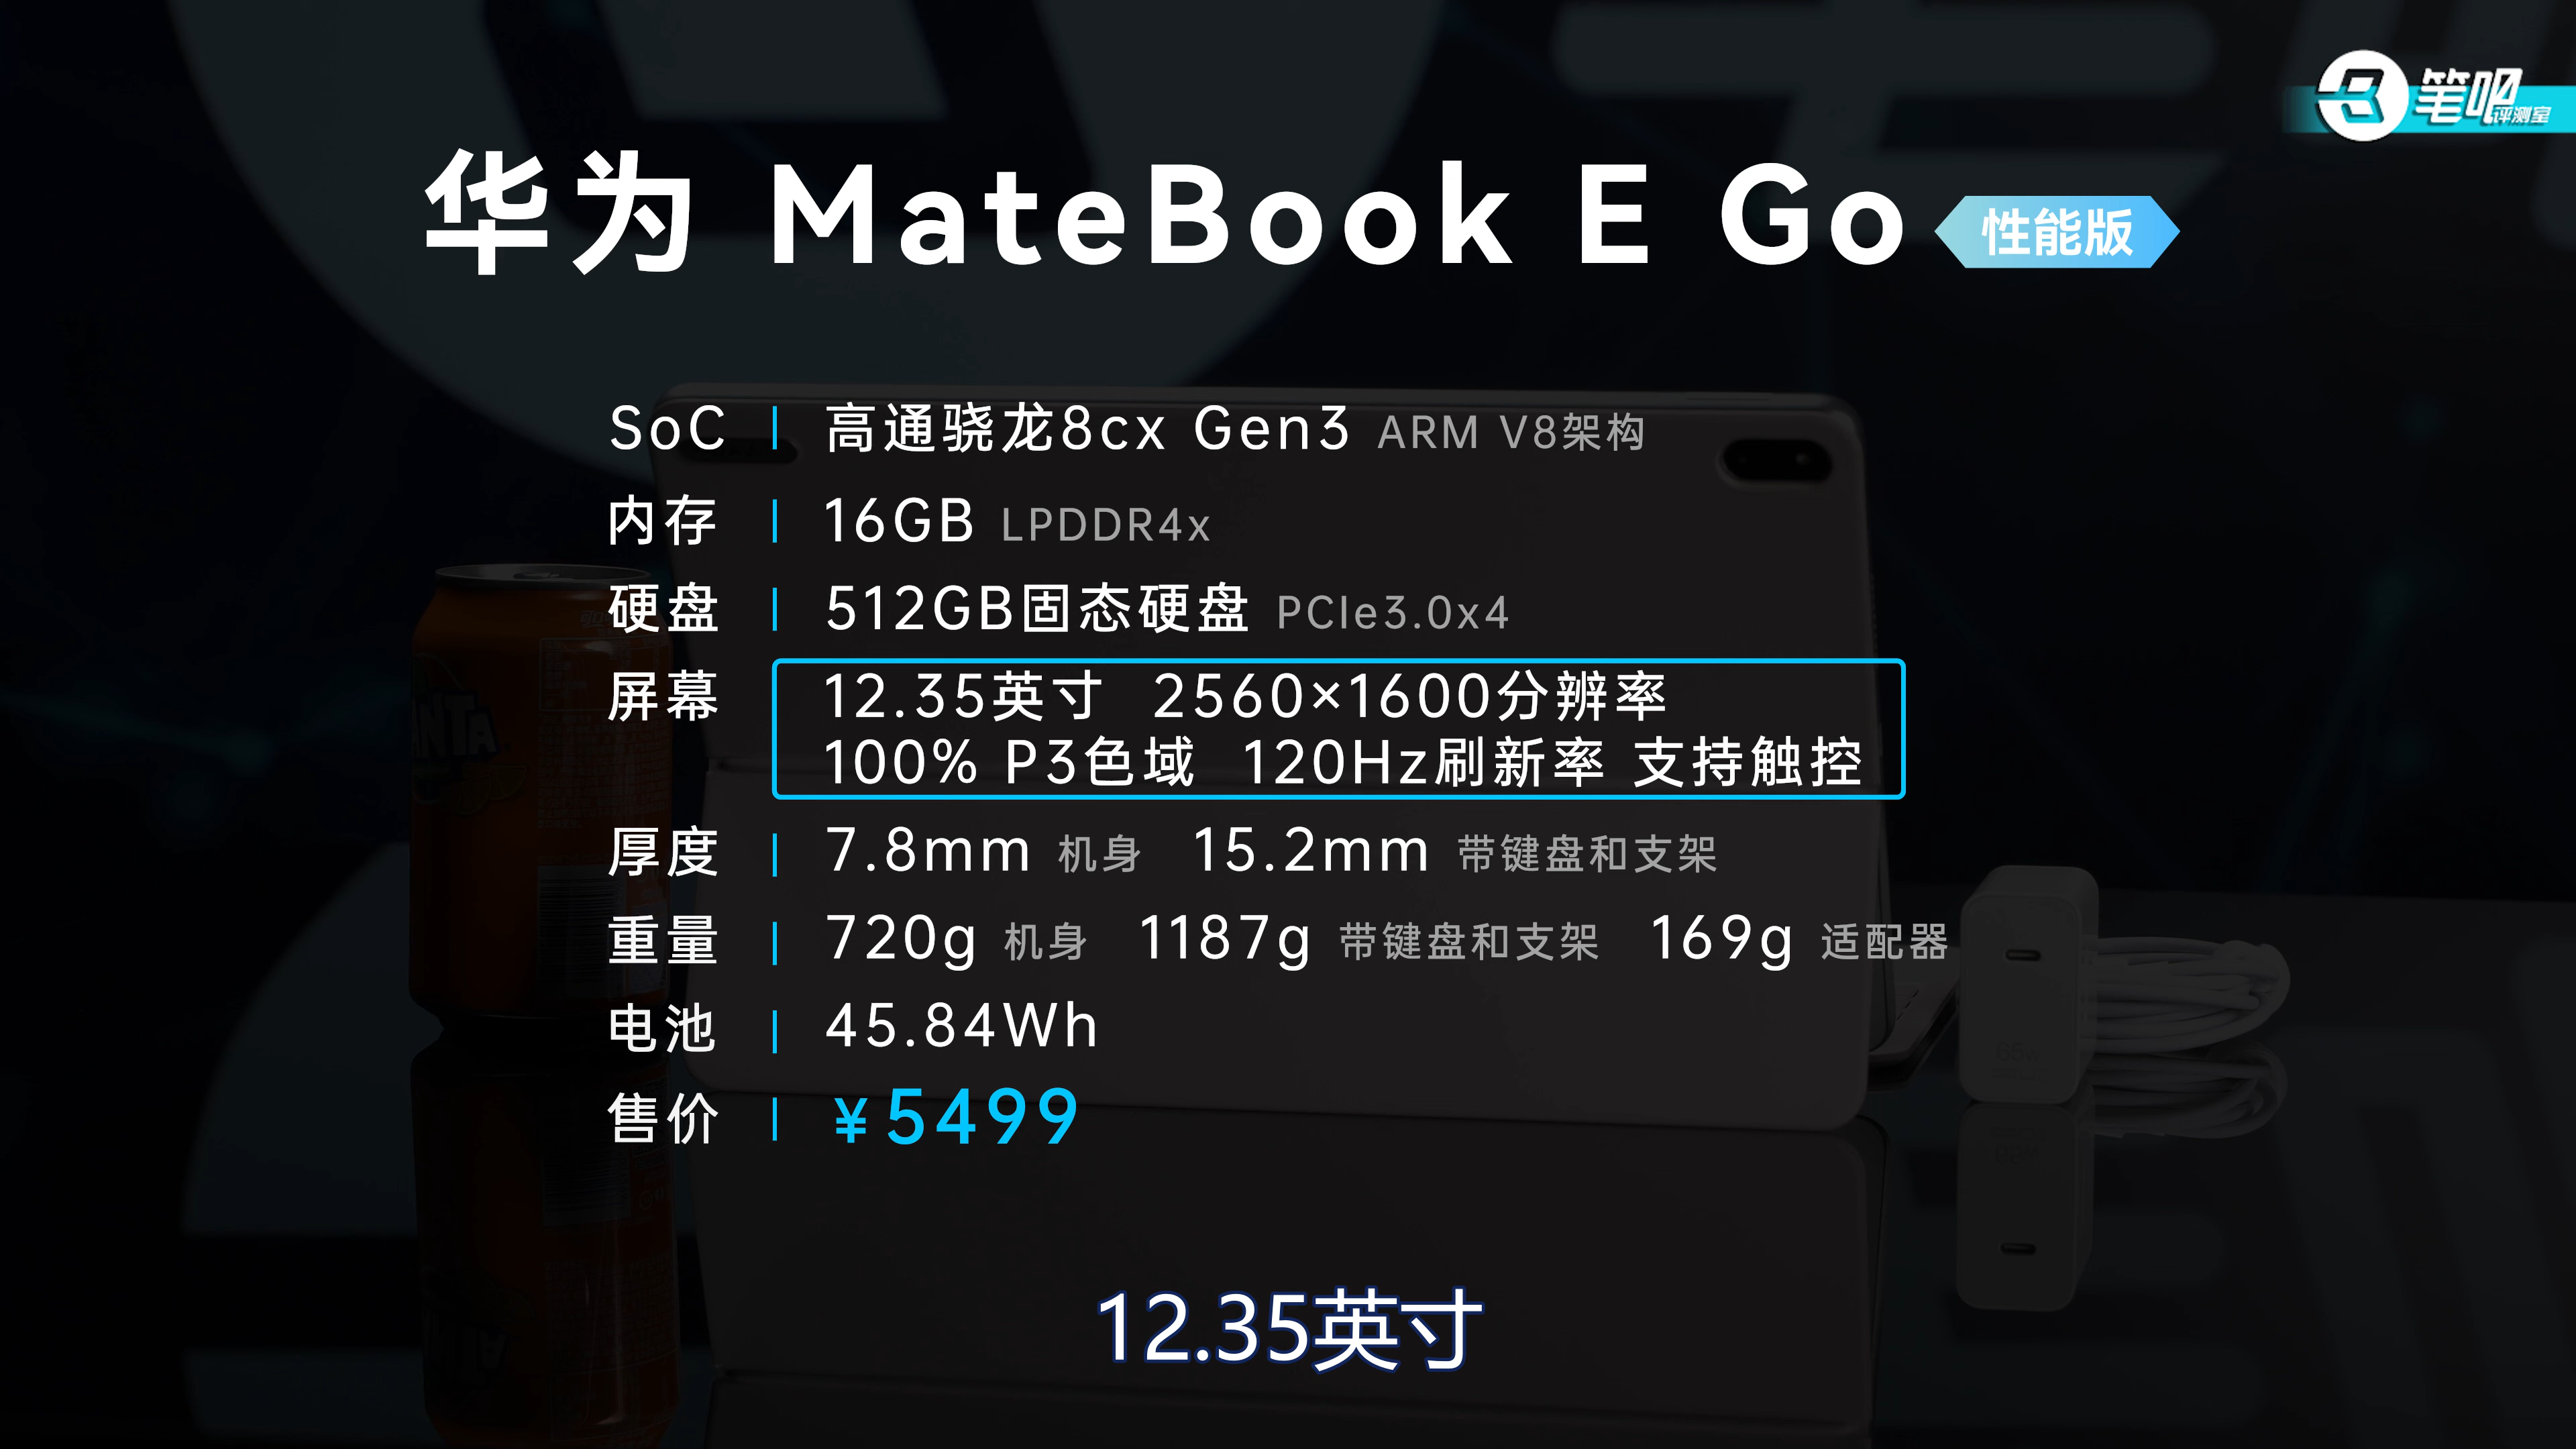 笔吧评测室
华为 MateBook E Go 性能版
SoC 高通骁龙8cx Gen3 ARM V8架构
内存 16GB LPDDR4x
硬盘 512GB固态硬盘 PCIe3.0x4
屏幕 12.35英寸 2560×1600分辨率
100% P3色域 120Hz刷新率 支持触控
厚度 7.8mm 机身 15.2mm 带键盘和支架
重量 720g 机身 1187g 带键盘和支架 169g 适配器
电池 45.84Wh
售价 ¥5499
12.35英寸